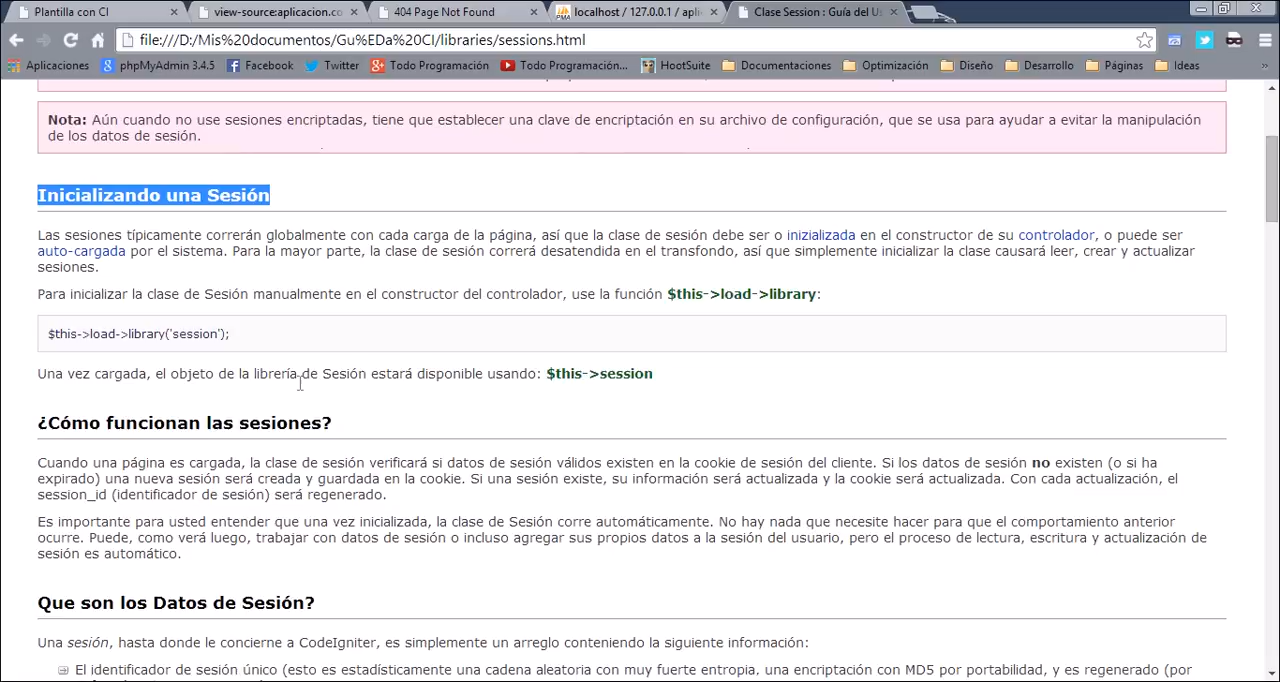 Plantilla con CI
view-source:aplicacion.co
404 Page Not Found
localhost / 127.0.0.1 / apli
Clase Session : Guía del Us
file:///D:/Mis%20documentos/Gu%EDa%20CI/libraries/sessions.html
Aplicaciones phpMyAdmin 3.4.5 Facebook Twitter Todo Programación Todo Programación... HootSuite Documentaciones Optimización Diseño Desarrollo Páginas Ideas »
Nota: Aún cuando no use sesiones encriptadas, tiene que establecer una clave de encriptación en su archivo de configuración, que se usa para ayudar a evitar la manipulación
de los datos de sesión.
Inicializando una Sesión
Las sesiones típicamente correrán globalmente con cada carga de la página, así que la clase de sesión debe ser o inizializada en el constructor de su controlador, o puede ser
auto-cargada por el sistema. Para la mayor parte, la clase de sesión correrá desatendida en el transfondo, así que simplemente inicializar la clase causará leer, crear y actualizar
sesiones.
Para inicializar la clase de Sesión manualmente en el constructor del controlador, use la función $this->load->library:
$this->load->library('session');
Una vez cargada, el objeto de la librería de Sesión estará disponible usando: $this->session
¿Cómo funcionan las sesiones?
Cuando una página es cargada, la clase de sesión verificará si datos de sesión válidos existen en la cookie de sesión del cliente. Si los datos de sesión no existen (o si ha
expirado) una nueva sesión será creada y guardada en la cookie. Si una sesión existe, su información será actualizada y la cookie será actualizada. Con cada actualización, el
session_id (identificador de sesión) será regenerado.
Es importante para usted entender que una vez inicializada, la clase de Sesión corre automáticamente. No hay nada que necesite hacer para que el comportamiento anterior
ocurre. Puede, como verá luego, trabajar con datos de sesión o incluso agregar sus propios datos a la sesión del usuario, pero el proceso de lectura, escritura y actualización de
sesión es automático.
Que son los Datos de Sesión?
Una sesión, hasta donde le concierne a CodeIgniter, es simplemente un arreglo conteniendo la siguiente información:
El identificador de sesión único (esto es estadísticamente una cadena aleatoria con muy fuerte entropia, una encriptación con MD5 por portabilidad, y es regenerado (por